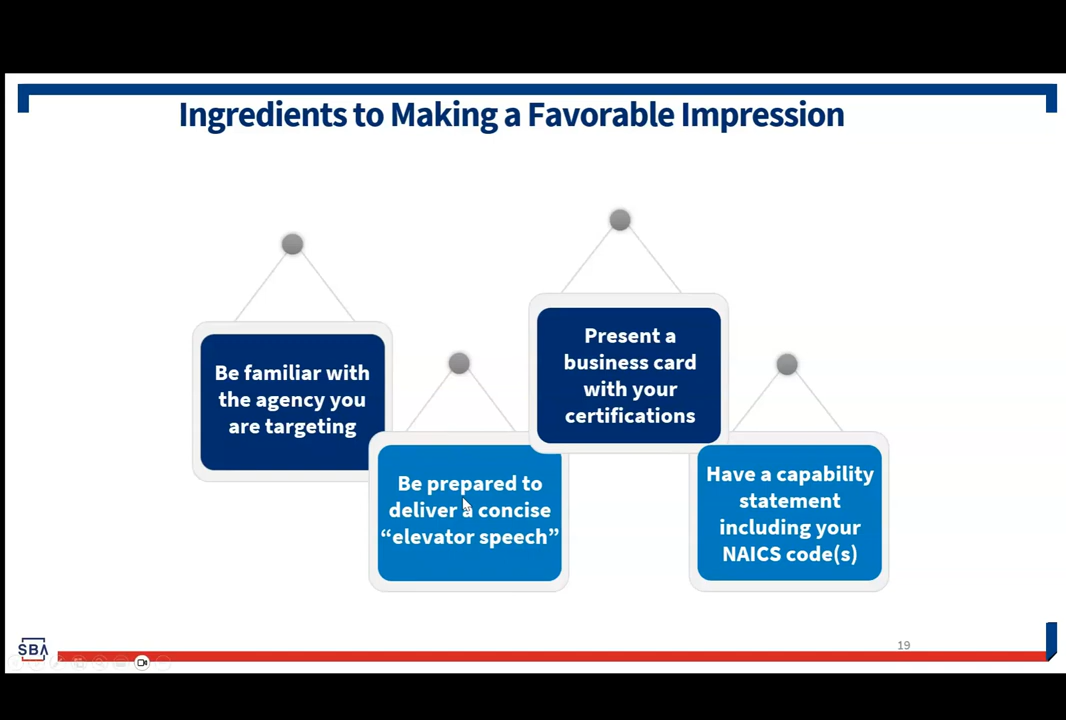 Ingredients to Making a Favorable Impression
Be familiar with
the agency you
are targeting
Be prepared to
deliver a concise
“elevator speech”
Present a
business card
with your
certifications
Have a capability
statement
including your
NAICS code(s)
SBA
19